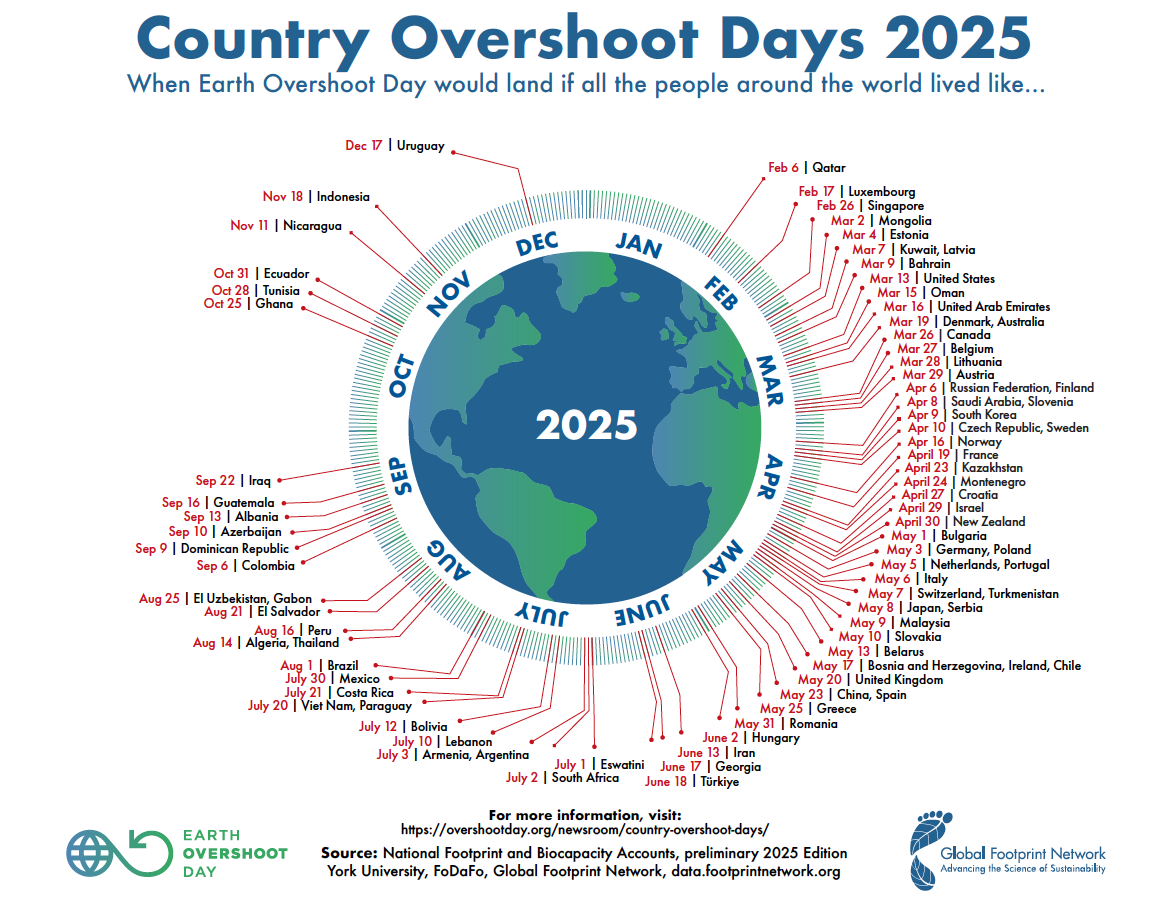 Country Overshoot Days 2025
When Earth Overshoot Day would land if all the people around the world lived like...
Dec 17 | Uruguay
Nov 18 | Indonesia
Nov 11 | Nicaragua
Oct 31 | Ecuador
Oct 28 | Tunisia
Oct 25 | Ghana
Sep 22 | Iraq
Sep 16 | Guatemala
Sep 13 | Albania
Sep 10 | Azerbaijan
Sep 9 | Dominican Republic
Sep 6 | Colombia
Aug 25 | El Uzbekistan, Gabon
Aug 21 | El Salvador
Aug 16 | Peru
Aug 14 | Algeria, Thailand
Aug 1 | Brazil
July 30 | Mexico
July 21 | Costa Rica
July 20 | Viet Nam, Paraguay
July 12 | Bolivia
July 10 | Lebanon
July 3 | Armenia, Argentina
July 2 | South Africa
July 1 | Eswatini
JAN
FEB
MAR
APR
MAY
JUNE
JULY
AUG
SEP
OCT
NOV
DEC
2025
Feb 6 | Qatar
Feb 17 | Luxembourg
Feb 26 | Singapore
Mar 2 | Mongolia
Mar 4 | Estonia
Mar 7 | Kuwait, Latvia
Mar 9 | Bahrain
Mar 13 | United States
Mar 15 | Oman
Mar 16 | United Arab Emirates
Mar 19 | Denmark, Australia
Mar 26 | Canada
Mar 27 | Belgium
Mar 28 | Lithuania
Mar 29 | Austria
Apr 6 | Russian Federation, Finland
Apr 8 | Saudi Arabia, Slovenia
Apr 9 | South Korea
Apr 10 | Czech Republic, Sweden
Apr 16 | Norway
April 19 | France
April 23 | Kazakhstan
April 24 | Montenegro
April 27 | Croatia
April 29 | Israel
April 30 | New Zealand
May 1 | Bulgaria
May 3 | Germany, Poland
May 5 | Netherlands, Portugal
May 6 | Italy
May 7 | Switzerland, Turkmenistan
May 8 | Japan, Serbia
May 9 | Malaysia
May 10 | Slovakia
May 13 | Belarus
May 17 | Bosnia and Herzegovina, Ireland, Chile
May 20 | United Kingdom
May 23 | China, Spain
May 25 | Greece
May 31 | Romania
June 2 | Hungary
June 13 | Iran
June 17 | Georgia
June 18 | Türkiye
For more information, visit:
https://overshootday.org/newsroom/country-overshoot-days/
Source: National Footprint and Biocapacity Accounts, preliminary 2025 Edition
York University, FoDaFo, Global Footprint Network, data.footprintnetwork.org
EARTH
OVERSHOOT
DAY
Global Footprint Network
Advancing the Science of Sustainability